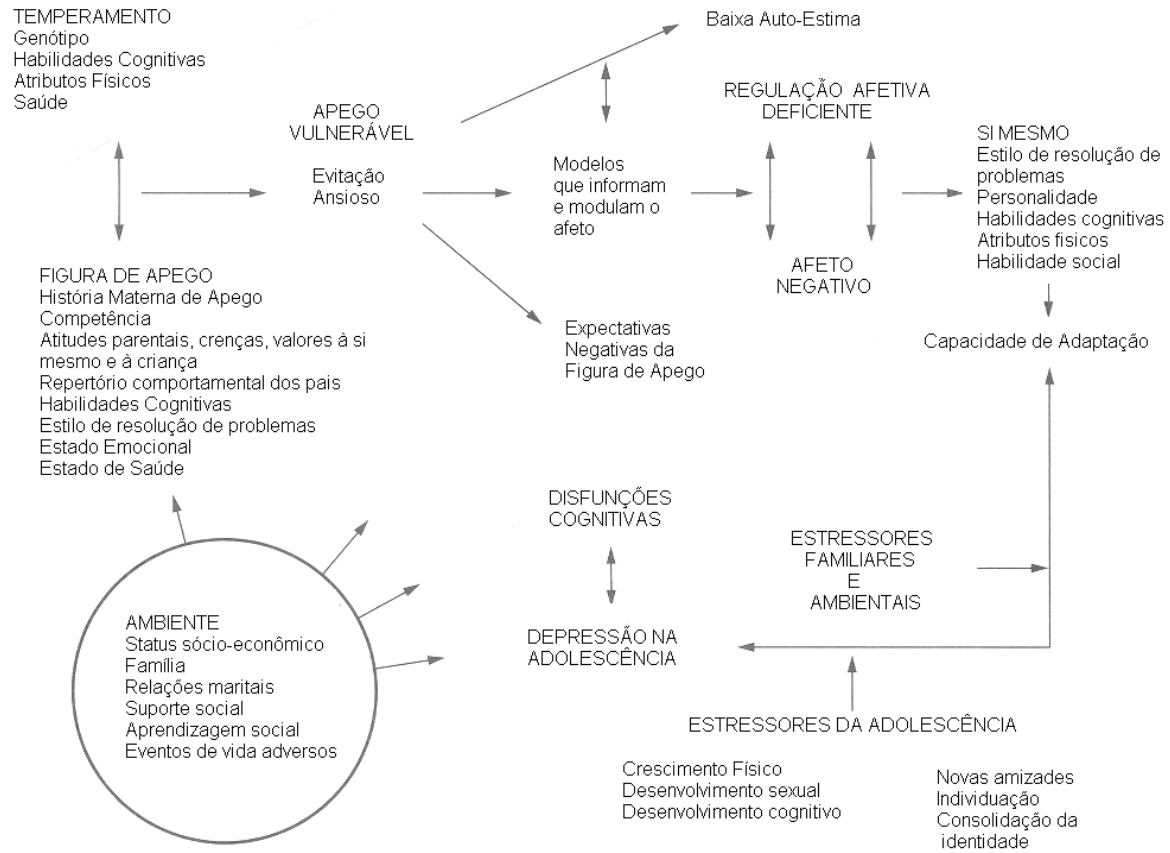 TEMPERAMENTO
Genótipo
Habilidades Cognitivas
Atributos Físicos
Saúde
Baixa Auto-Estima
APEGO
VULNERÁVEL
Evitação
Ansioso
Modelos
que informam
e modulam o
afeto
REGULAÇÃO AFETIVA
DEFICIENTE
AFETO
NEGATIVO
SI MESMO
Estilo de resolução de
problemas
Personalidade
Habilidades cognitivas
Atributos fisicos
Habilidade social
FIGURA DE APEGO
História Materna de Apego
Competência
Atitudes parentais, crenças, valores à si
mesmo e à criança
Repertório comportamental dos pais
Habilidades Cognitivas
Estilo de resolução de problemas
Estado Emocional
Estado de Saúde
Expectativas
Negativas da
Figura de Apego
Capacidade de Adaptação
DISFUNÇÕES
COGNITIVAS
ESTRESSORES
FAMILIARES
E
AMBIENTAIS
AMBIENTE
Status sócio-econômico
Família
Relações maritais
Suporte social
Aprendizagem social
Eventos de vida adversos
DEPRESSÃO NA
ADOLESCÊNCIA
ESTRESSORES DA ADOLESCÊNCIA
Crescimento Físico
Desenvolvimento sexual
Desenvolvimento cognitivo
Novas amizades
Individuação
Consolidação da
identidade